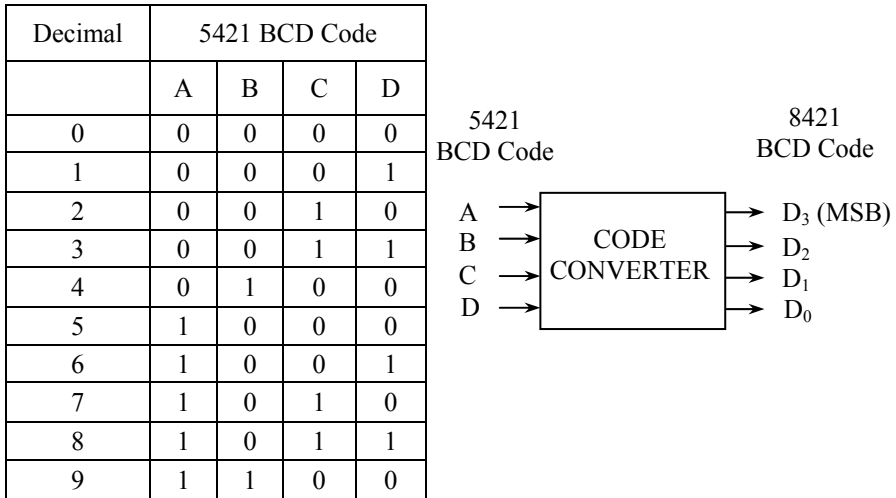 Decimal 5421 BCD Code
A B C D
0 0 0 0 0
1 0 0 0 1
2 0 0 1 0
3 0 0 1 1
4 0 1 0 0
5 1 0 0 0
6 1 0 0 1
7 1 0 1 0
8 1 0 1 1
9 1 1 0 0
5421
BCD Code
8421
BCD Code
A
B
C
D
CODE
CONVERTER
D₃ (MSB)
D₂
D₁
D₀